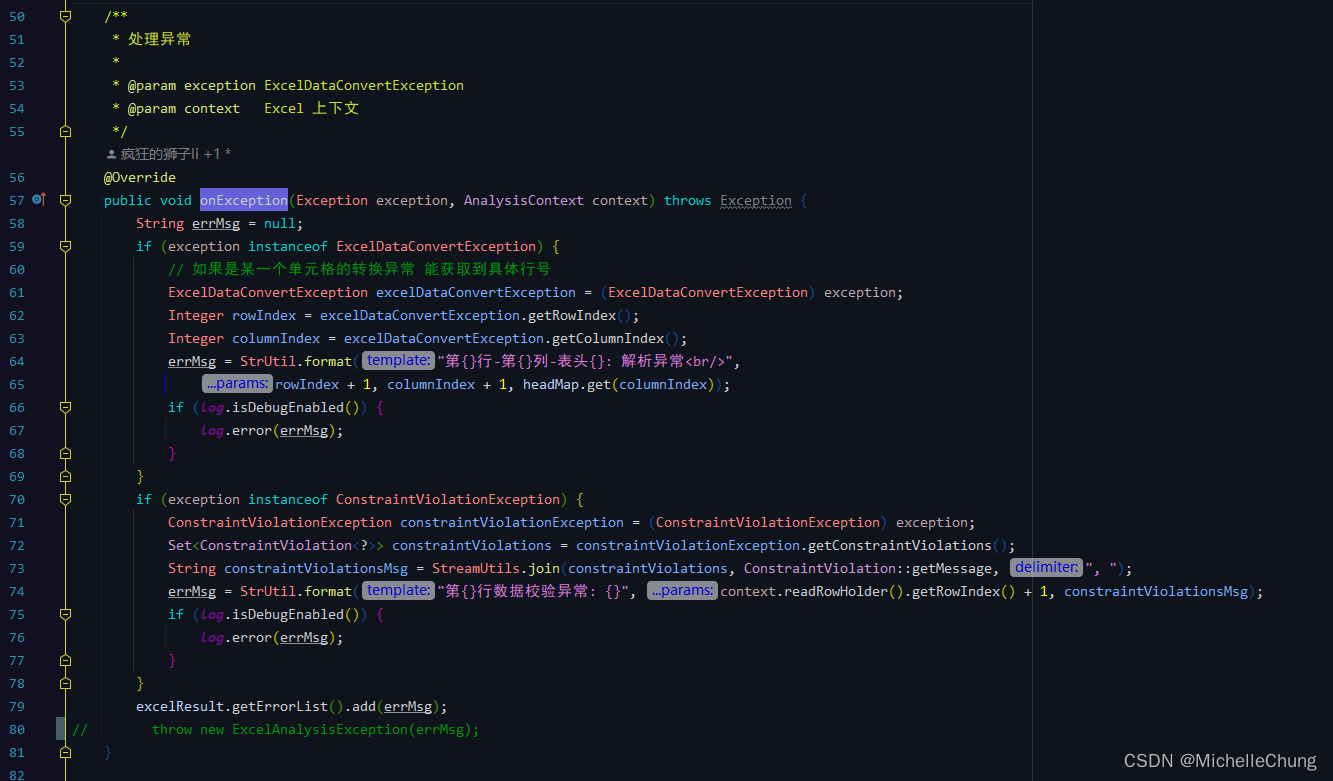 50 /**
51 * 处理异常
52 *
53 * @param exception ExcelDataConvertException
54 * @param context Excel 上下文
55 */
疯狂的狮子li +1 *
56 @Override
57 public void onException(Exception exception, AnalysisContext context) throws Exception {
58 String errMsg = null;
59 if (exception instanceof ExcelDataConvertException) {
60 // 如果是某一个单元格的转换异常 能获取到具体行号
61 ExcelDataConvertException excelDataConvertException = (ExcelDataConvertException) exception;
62 Integer rowIndex = excelDataConvertException.getRowIndex();
63 Integer columnIndex = excelDataConvertException.getColumnIndex();
64 errMsg = StrUtil.format( template: "第{}行-第{}列-表头{}: 解析异常<br/>",
65 ...params: rowIndex + 1, columnIndex + 1, headMap.get(columnIndex));
66 if (log.isDebugEnabled()) {
67 log.error(errMsg);
68 }
69 }
70 if (exception instanceof ConstraintViolationException) {
71 ConstraintViolationException constraintViolationException = (ConstraintViolationException) exception;
72 Set<ConstraintViolation<?>> constraintViolations = constraintViolationException.getConstraintViolations();
73 String constraintViolationsMsg = StreamUtils.join(constraintViolations, ConstraintViolation::getMessage, delimiter: ", ");
74 errMsg = StrUtil.format( template: "第{}行数据校验异常: {}", ...params: context.readRowHolder().getRowIndex() + 1, constraintViolationsMsg);
75 if (log.isDebugEnabled()) {
76 log.error(errMsg);
77 }
78 }
79 excelResult.getErrorList().add(errMsg);
80 // throw new ExcelAnalysisException(errMsg);
81 }
82
CSDN @MichelleChung